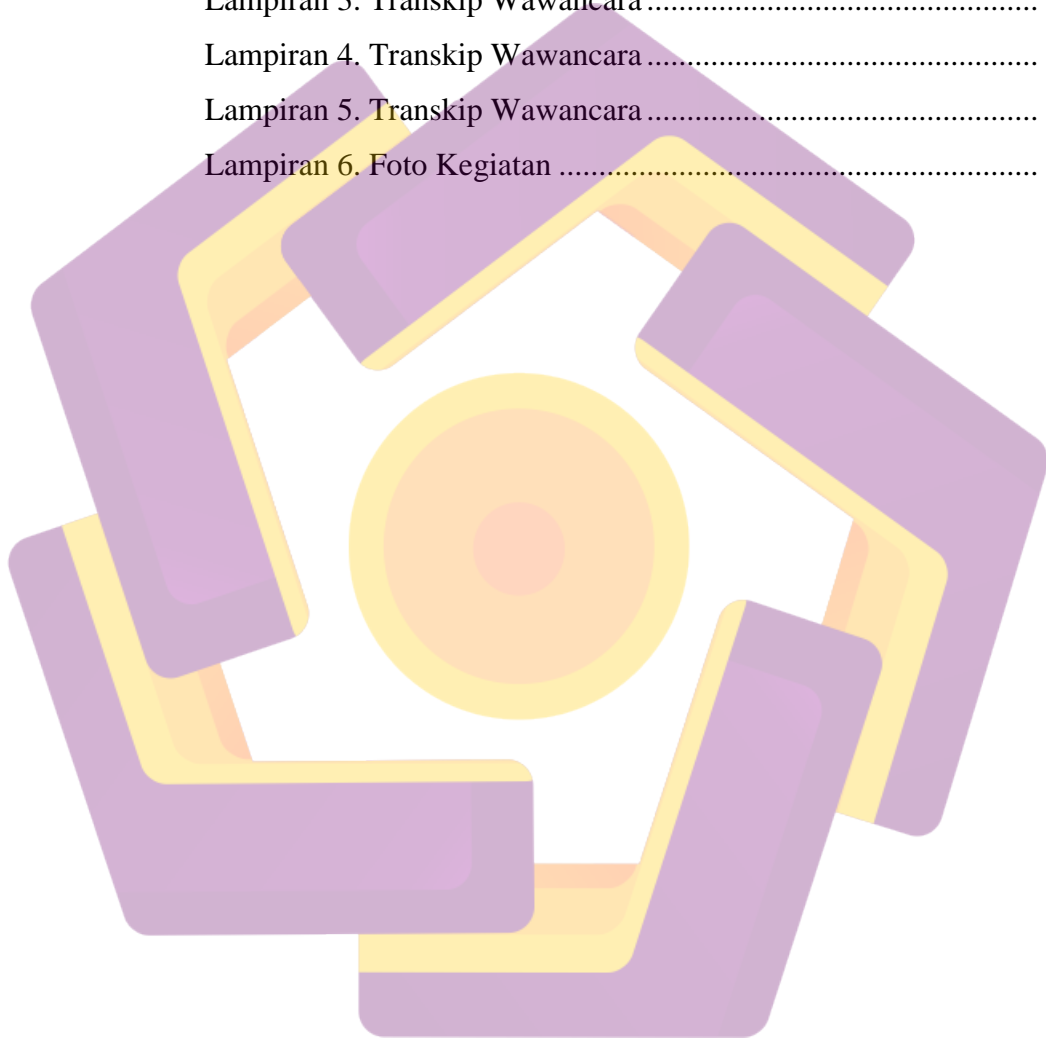 Lampiran 3. Transkip Wawancara ................................................
Lampiran 4. Transkip Wawancara ................................................
Lampiran 5. Transkip Wawancara ................................................
Lampiran 6. Foto Kegiatan ...........................................................